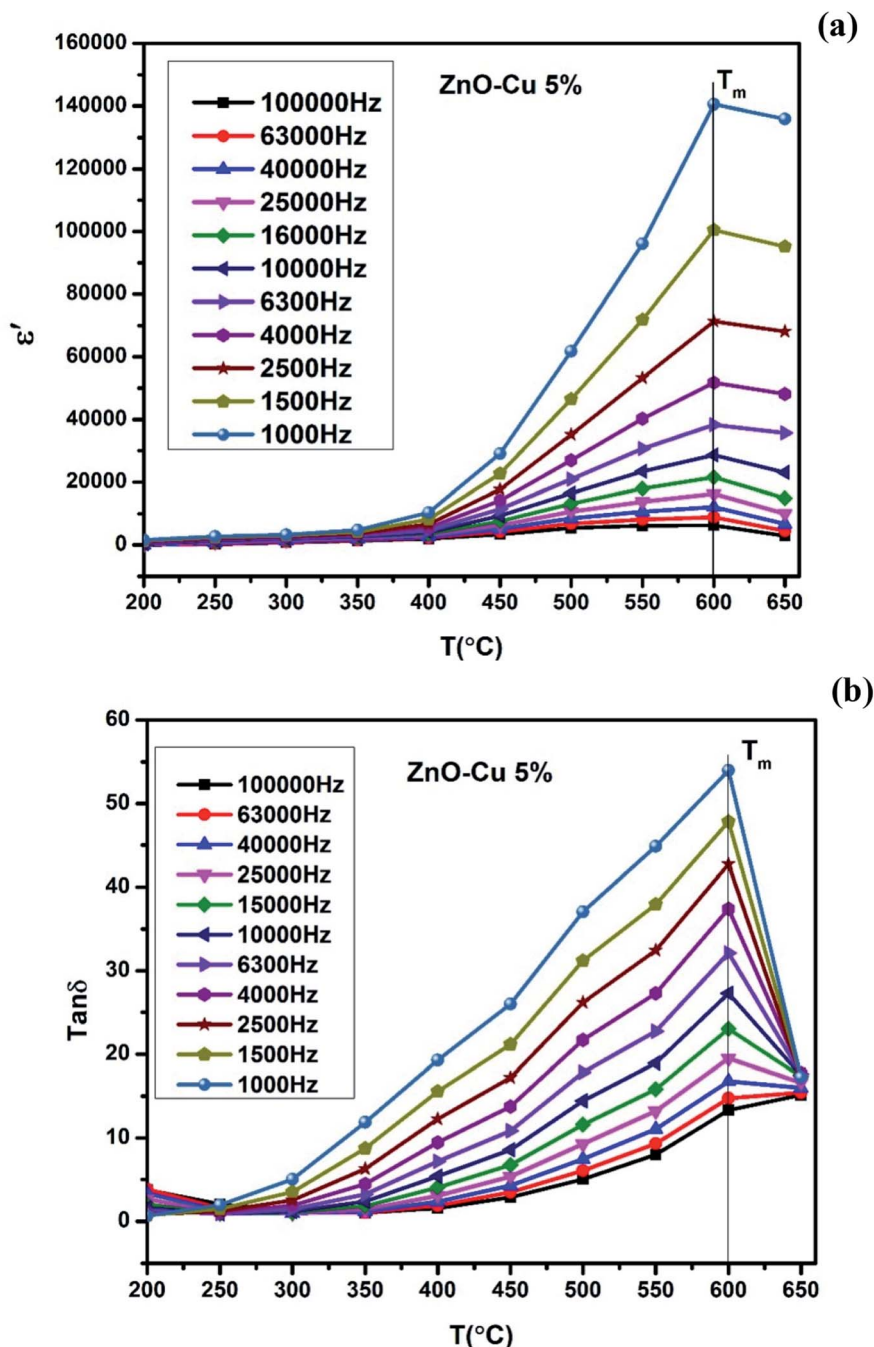 (a)
160000
ZnO-Cu 5%
Tm
140000
100000Hz
63000Hz
120000
40000Hz
25000Hz
100000
16000Hz
10000Hz
80000
6300Hz
4000Hz
60000
2500Hz
1500Hz
40000
1000Hz
20000
0
ε′
200 250 300 350 400 450 500 550 600 650
T(°C)
(b)
60
ZnO-Cu 5%
Tm
100000Hz
63000Hz
50
40000Hz
25000Hz
15000Hz
40
10000Hz
6300Hz
4000Hz
30
2500Hz
1500Hz
1000Hz
20
10
0
Tanδ
200 250 300 350 400 450 500 550 600 650
T(°C)